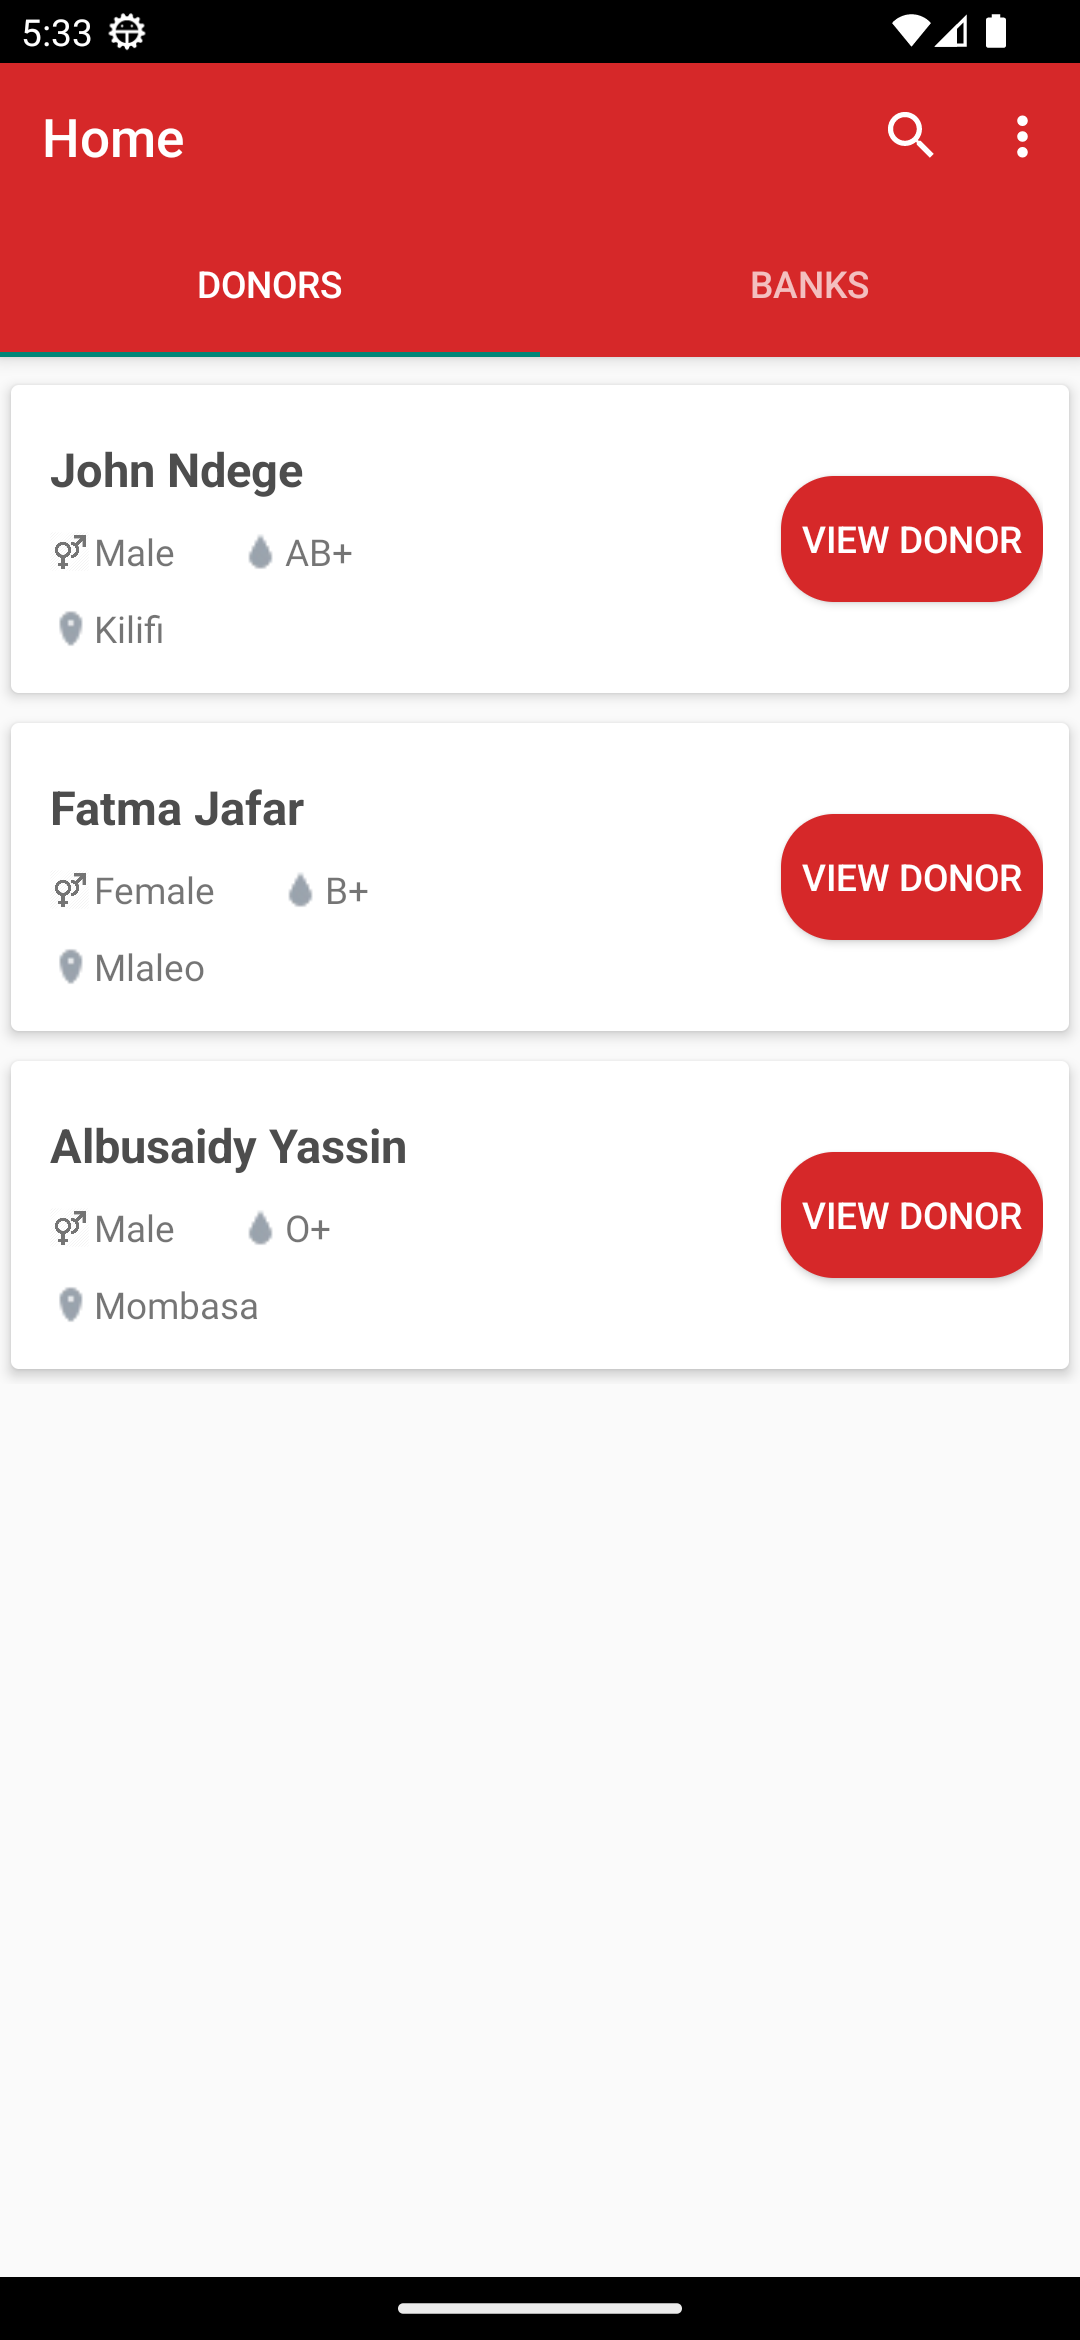 5:33
Home
DONORS BANKS
John Ndege
Male AB+
VIEW DONOR
Kilifi
Fatma Jafar
Female B+
VIEW DONOR
Mlaleo
Albusaidy Yassin
Male O+
VIEW DONOR
Mombasa